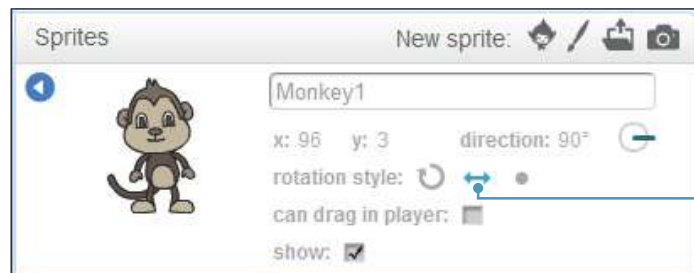 Sprites New sprite:
Monkey1
x: 96 y: 3 direction: 90°
rotation style:
can drag in player:
show: